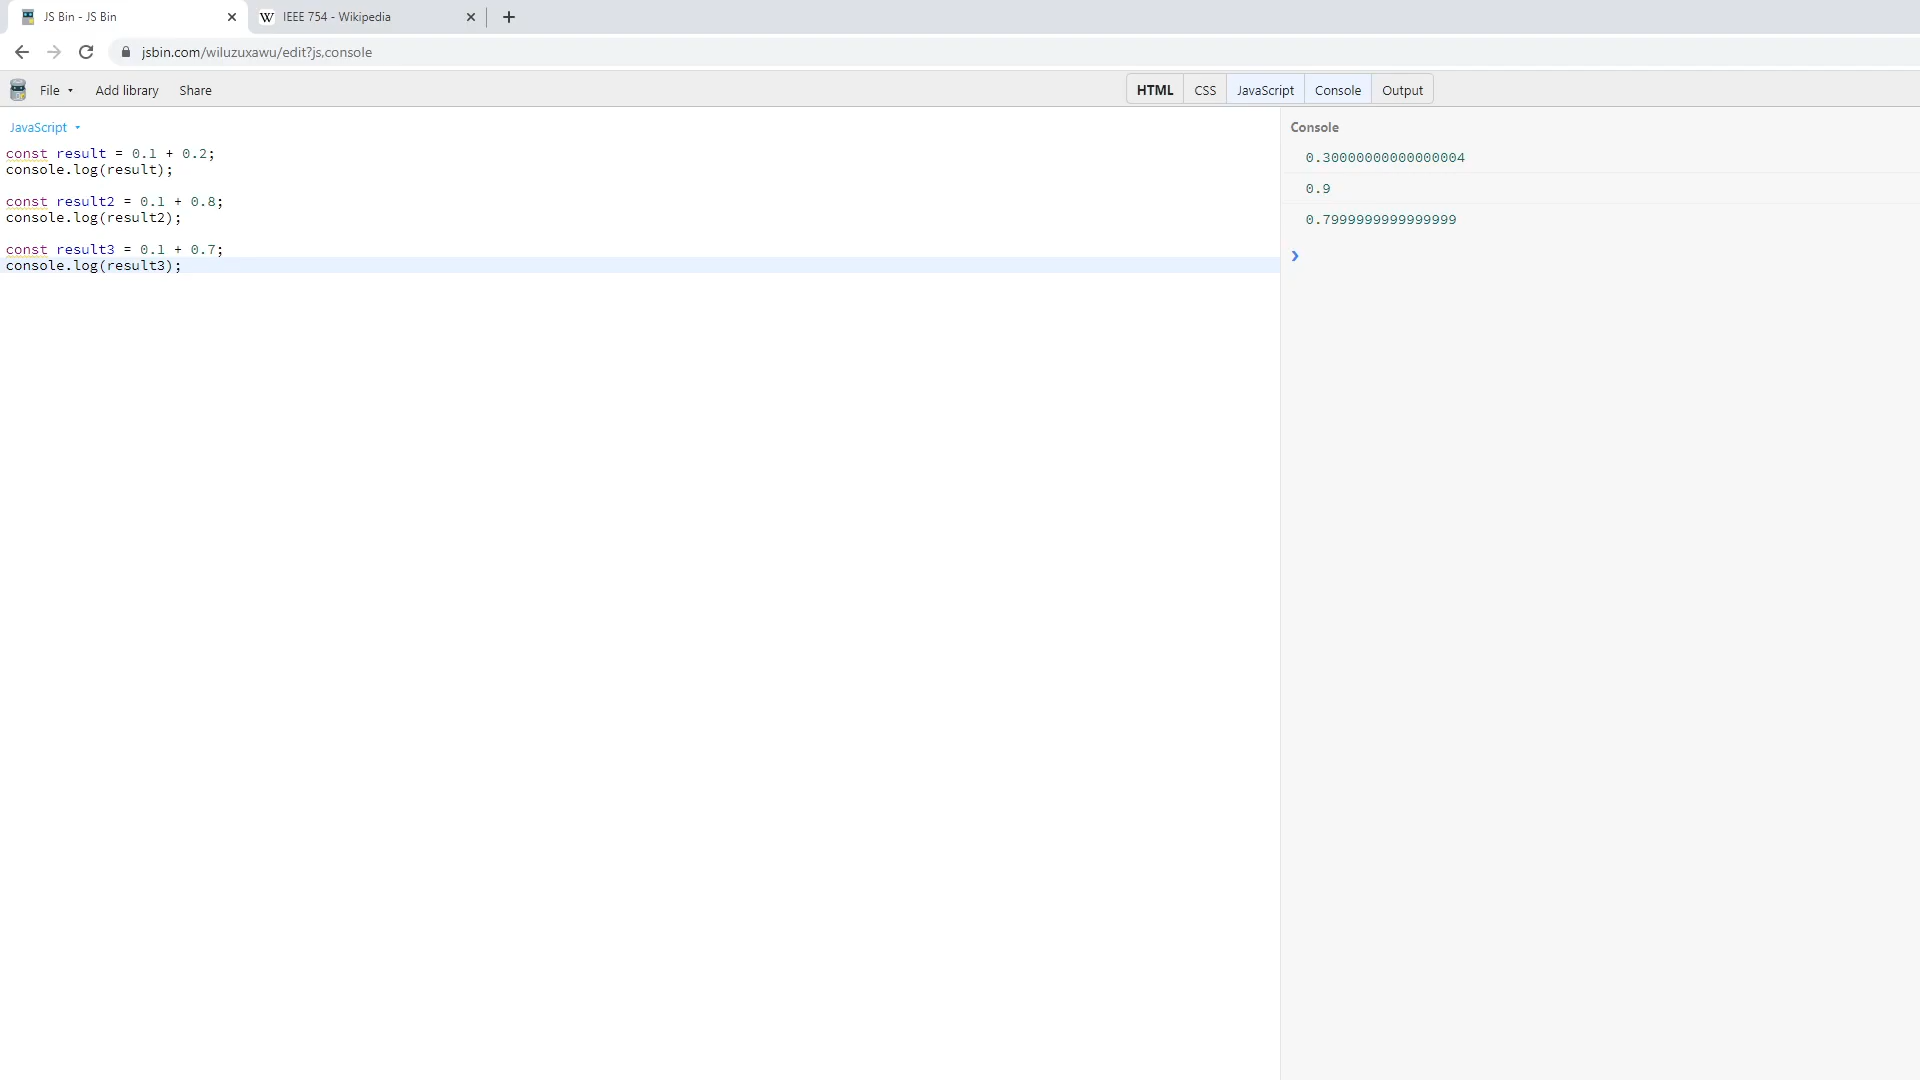 JS Bin - JS Bin
IEEE 754 - Wikipedia
jsbin.com/wiluzuxawu/edit?js,console
File Add library Share HTML CSS JavaScript Console Output
JavaScript
const result = 0.1 + 0.2;
console.log(result);
const result2 = 0.1 + 0.8;
console.log(result2);
const result3 = 0.1 + 0.7;
console.log(result3);
Console
0.30000000000000004
0.9
0.7999999999999999